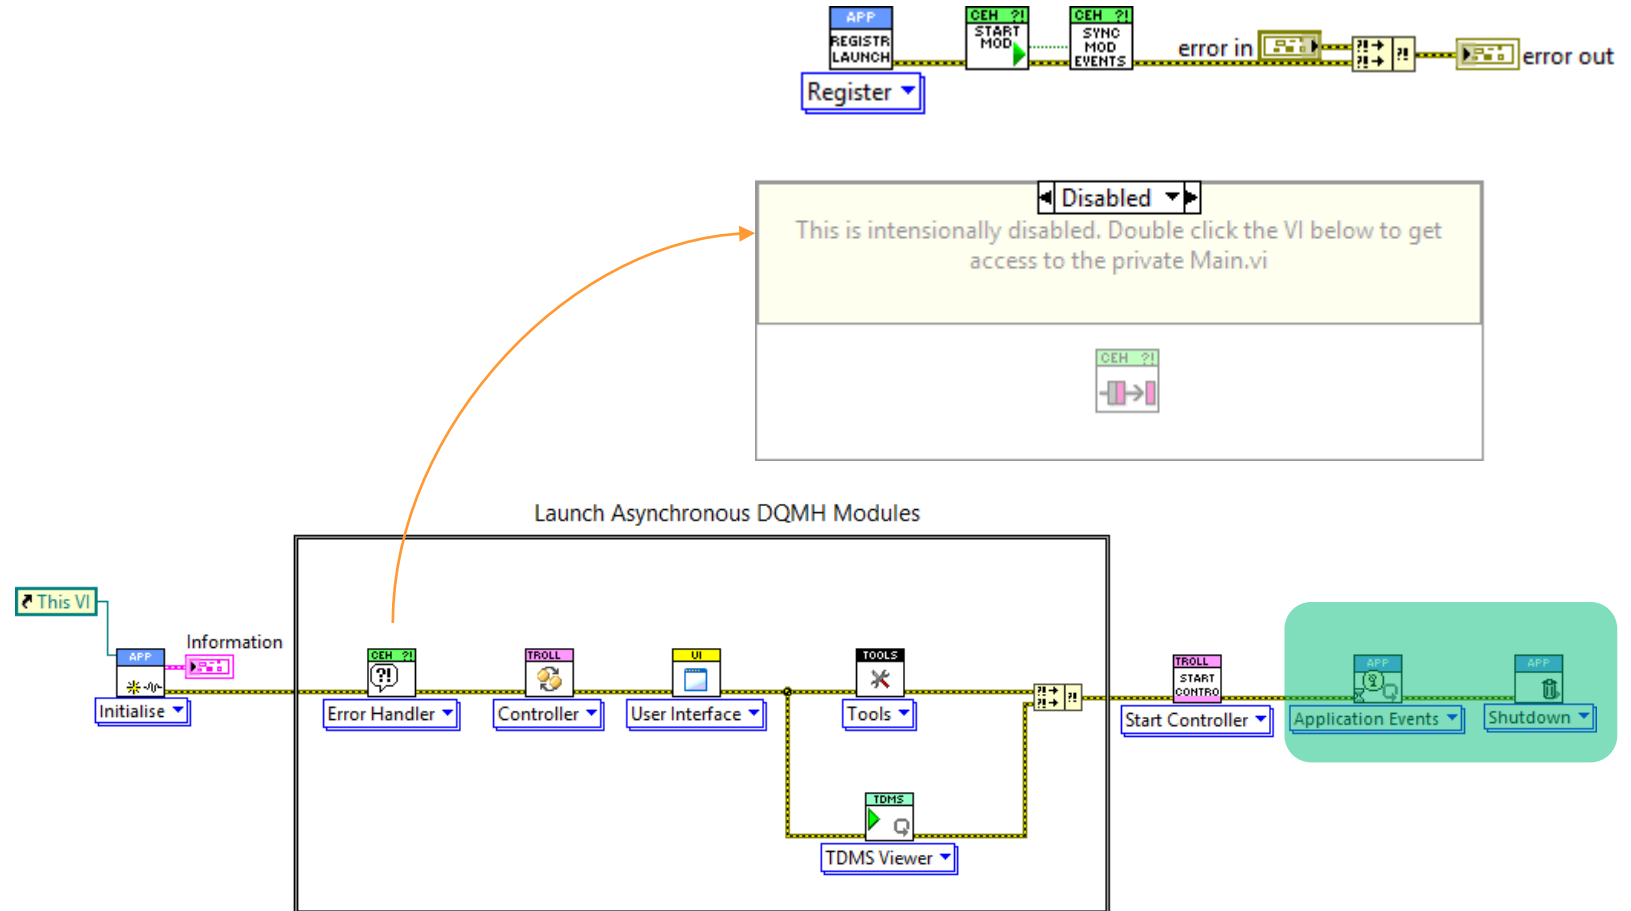 APP
REGISTR
LAUNCH
Register
CEH ?!
START
MOD
CEH ?!
SYNC
MOD
EVENTS
error in
?!
?!
?!
error out
Disabled
This is intensionally disabled. Double click the VI below to get
access to the private Main.vi
CEH ?!
Launch Asynchronous DQMH Modules
This VI
Information
APP
Initialise
CEH ?!
?!
Error Handler
TROLL
Controller
UI
User Interface
TOOLS
Tools
?!
?!
?!
TDMS
TDMS Viewer
TROLL
START
CONTRO
Start Controller
APP
Application Events
APP
Shutdown